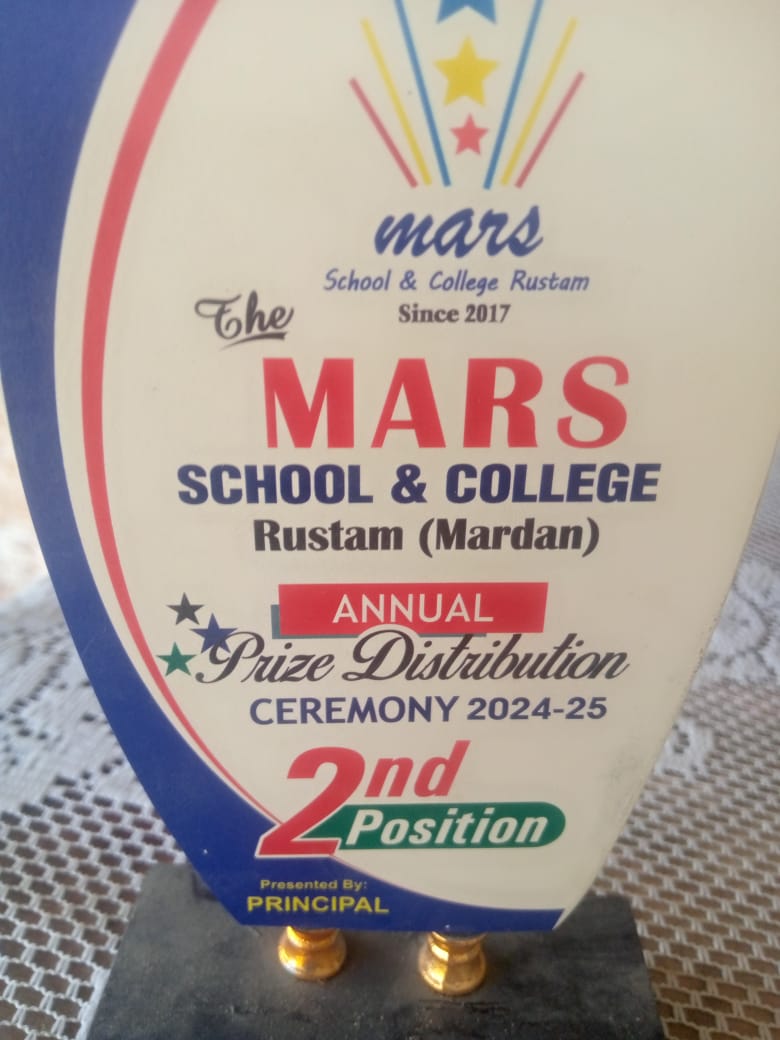 mars
School & College Rustam
Since 2017
The
MARS
SCHOOL & COLLEGE
Rustam (Mardan)
ANNUAL
Prize Distribution
CEREMONY 2024-25
2nd
Position
Presented By:
PRINCIPAL